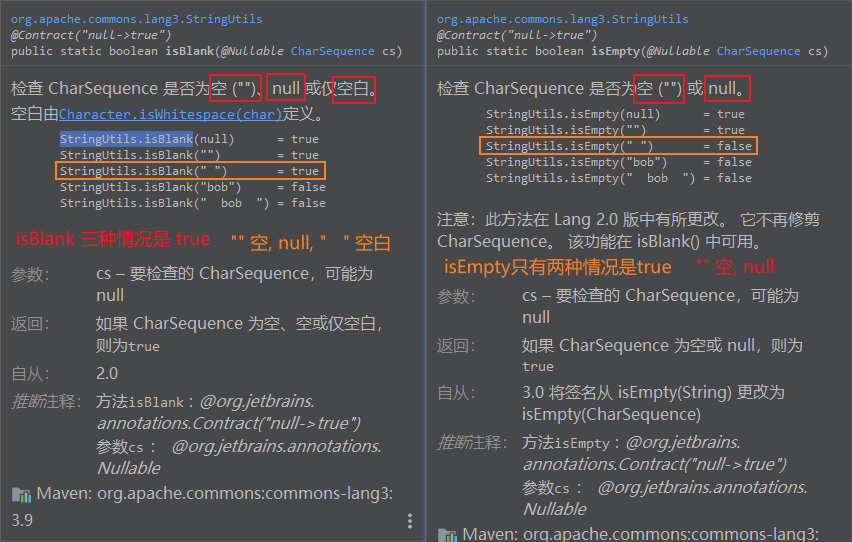 org.apache.commons.lang3.StringUtils
@Contract("null->true")
public static boolean isBlank(@Nullable CharSequence cs)
检查 CharSequence 是否为空 ("")、null 或仅空白。
空白由Character.isWhitespace(char)定义。
StringUtils.isBlank(null)      = true
StringUtils.isBlank("")        = true
StringUtils.isBlank(" ")       = true
StringUtils.isBlank("bob")     = false
StringUtils.isBlank("  bob  ") = false
isBlank 三种情况是 true    "" 空, null, "   " 空白
参数：	cs – 要检查的 CharSequence，可能为
null
返回：	如果 CharSequence 为空、空或仅空白，
则为true
自从：	2.0
推断注释：	方法isBlank：@org.jetbrains.
annotations.Contract("null->true")
参数cs： @org.jetbrains.annotations.
Nullable
Maven: org.apache.commons:commons-lang3:
3.9
org.apache.commons.lang3.StringUtils
@Contract("null->true")
public static boolean isEmpty(@Nullable CharSequence cs)
检查 CharSequence 是否为空 ("") 或 null。
StringUtils.isEmpty(null)      = true
StringUtils.isEmpty("")        = true
StringUtils.isEmpty(" ")       = false
StringUtils.isEmpty("bob")     = false
StringUtils.isEmpty("  bob  ") = false
注意：此方法在 Lang 2.0 版中有所更改。 它不再修剪
CharSequence。 该功能在 isBlank() 中可用。
isEmpty只有两种情况是true    "" 空, null
参数：	cs – 要检查的 CharSequence，可能为
null
返回：	如果 CharSequence 为空或 null，则为
true
自从：	3.0 将签名从 isEmpty(String) 更改为
isEmpty(CharSequence)
推断注释：	方法isEmpty：@org.jetbrains.
annotations.Contract("null->true")
参数cs： @org.jetbrains.annotations.
Nullable
Maven: org.apache.commons:commons-lang3: